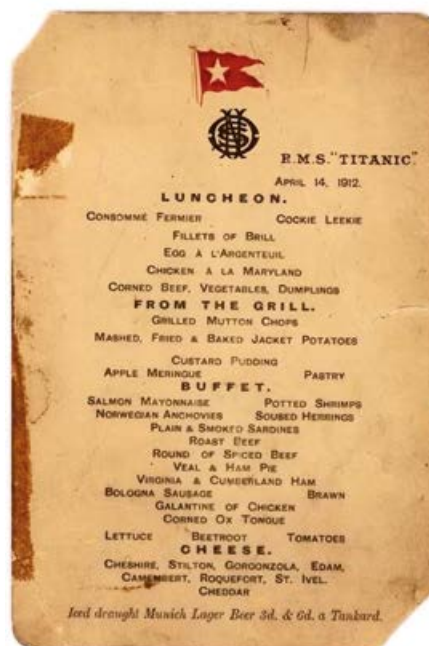 R.M.S. "TITANIC."
APRIL 14, 1912.
LUNCHEON.
CONSOMMÉ FERMIER COCKIE LEEKIE
FILLETS OF BRILL
EGG À L'ARGENTEUIL
CHICKEN À LA MARYLAND
CORNED BEEF, VEGETABLES, DUMPLINGS
FROM THE GRILL.
GRILLED MUTTON CHOPS
MASHED, FRIED & BAKED JACKET POTATOES
CUSTARD PUDDING
APPLE MERINGUE PASTRY
BUFFET.
SALMON MAYONNAISE POTTED SHRIMPS
NORWEGIAN ANCHOVIES SOUSED HERRINGS
PLAIN & SMOKED SARDINES
ROAST BEEF
ROUND OF SPICED BEEF
VEAL & HAM PIE
VIRGINIA & CUMBERLAND HAM
BOLOGNA SAUSAGE BRAWN
GALANTINE OF CHICKEN
CORNED OX TONGUE
LETTUCE BEETROOT TOMATOES
CHEESE.
CHESHIRE, STILTON, GORGONZOLA, EDAM,
CAMEMBERT, ROQUEFORT, ST. IVEL.
CHEDDAR
Iced draught Munich Lager Beer 3d. & 6d. a Tankard.